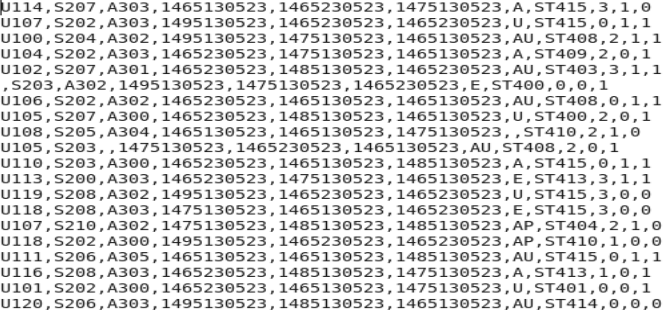 U114,S207,A303,1465130523,1465230523,1475130523,A,ST415,3,1,0
U107,S202,A303,1495130523,1465130523,1465230523,U,ST415,0,1,1
U100,S204,A302,1495130523,1475130523,1465130523,AU,ST408,2,1,1
U104,S202,A303,1465230523,1465130523,1475130523,A,ST409,2,0,1
U102,S207,A301,1465230523,1485130523,1465230523,AU,ST403,3,1,1
,S203,A302,1495130523,1475130523,1465230523,E,ST400,0,0,1
U106,S202,A302,1465130523,1465230523,1465130523,AU,ST408,0,1,1
U105,S207,A300,1465230523,1485130523,1465130523,U,ST400,2,0,1
U108,S205,A304,1465130523,1465130523,1475130523,,ST410,2,1,0
U105,S203,,1475130523,1465230523,1465130523,AU,ST408,2,0,1
U110,S203,A300,1465130523,1465130523,1485130523,A,ST415,0,1,1
U113,S200,A303,1465230523,1475130523,1465130523,E,ST413,3,1,1
U119,S208,A302,1495130523,1465230523,1465230523,U,ST415,3,0,0
U118,S208,A303,1475130523,1465130523,1465230523,E,ST415,3,0,0
U107,S210,A302,1475130523,1485130523,1485130523,AP,ST404,2,1,0
U118,S202,A300,1495130523,1465230523,1465230523,AP,ST410,1,0,0
U111,S206,A305,1465130523,1465230523,1485130523,AU,ST415,0,1,1
U116,S208,A303,1465230523,1465130523,1475130523,A,ST413,1,0,1
U101,S202,A300,1465230523,1465130523,1475130523,U,ST401,0,0,1
U120,S206,A303,1495130523,1485130523,1465130523,AU,ST414,0,0,0